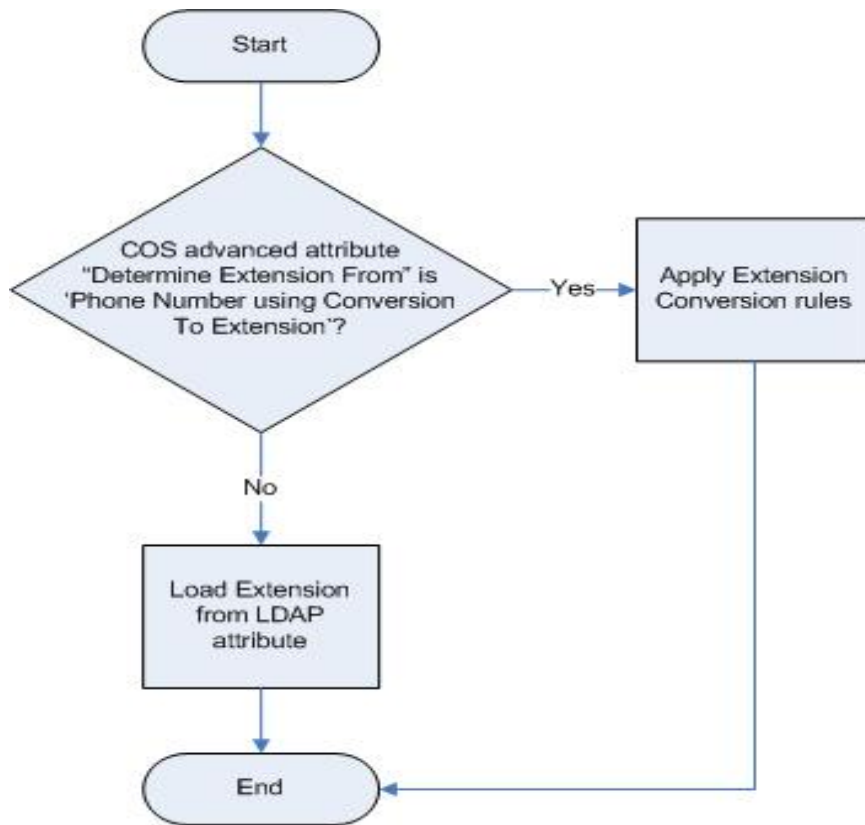 Start
COS advanced attribute
“Determine Extension From” is
‘Phone Number using Conversion
To Extension’?
Yes
Apply Extension
Conversion rules
No
Load Extension
from LDAP
attribute
End